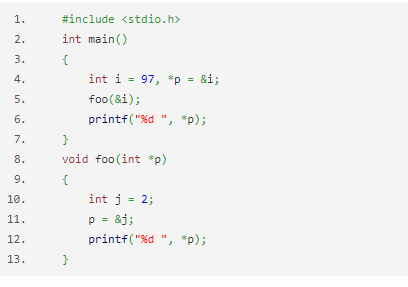 1. #include <stdio.h>
2. int main()
3. {
4. int i = 97, *p = &i;
5. foo(&i);
6. printf("%d ", *p);
7. }
8. void foo(int *p)
9. {
10. int j = 2;
11. p = &j;
12. printf("%d ", *p);
13. }